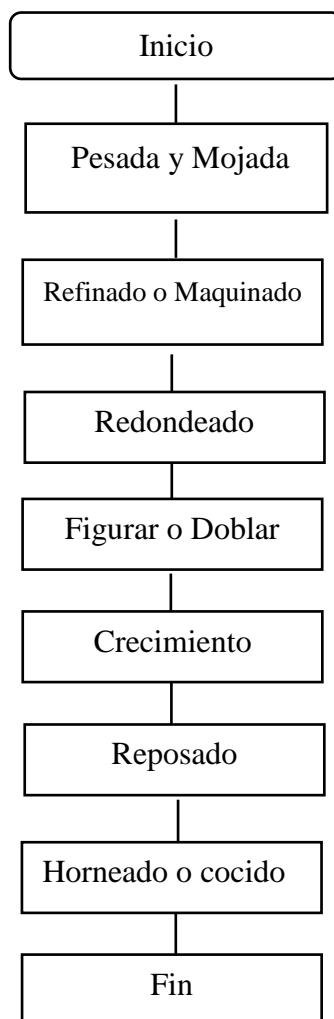 Inicio
Pesada y Mojada
Refinado o Maquinado
Redondeado
Figurar o Doblar
Crecimiento
Reposado
Horneado o cocido
Fin